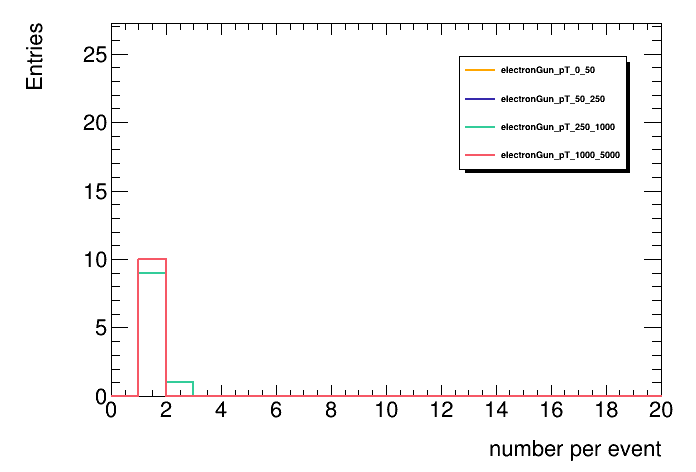 Entries
25
20
15
10
5
0
0 2 4 6 8 10 12 14 16 18 20
number per event
electronGun_pT_0_50
electronGun_pT_50_250
electronGun_pT_250_1000
electronGun_pT_1000_5000